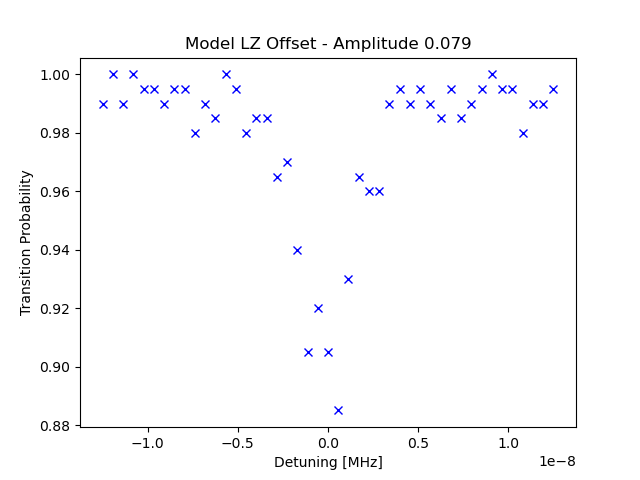 Model LZ Offset - Amplitude 0.079
Transition Probability
1.00
0.98
0.96
0.94
0.92
0.90
0.88
−1.0 −0.5 0.0 0.5 1.0
1e−8
Detuning [MHz]